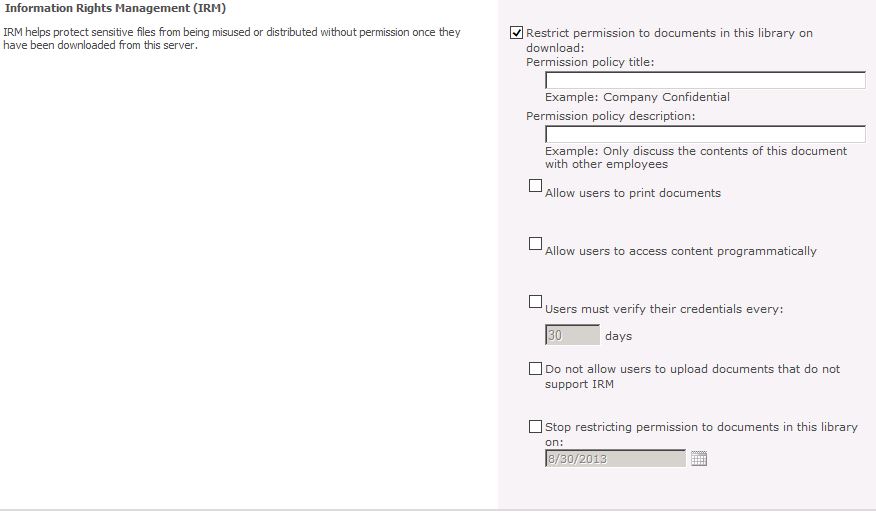 Information Rights Management (IRM)
IRM helps protect sensitive files from being misused or distributed without permission once they
have been downloaded from this server.
Restrict permission to documents in this library on
download:
Permission policy title:
Example: Company Confidential
Permission policy description:
Example: Only discuss the contents of this document
with other employees
Allow users to print documents
Allow users to access content programmatically
Users must verify their credentials every:
30 days
Do not allow users to upload documents that do not
support IRM
Stop restricting permission to documents in this library
on:
8/30/2013